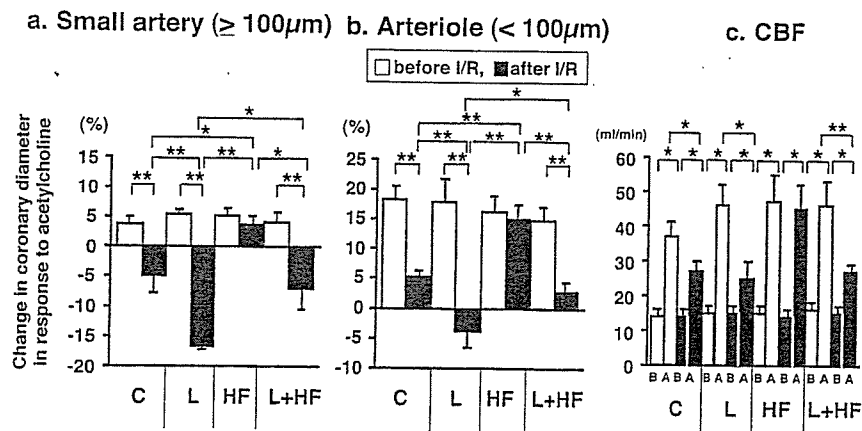 a. Small artery (≥ 100μm) b. Arteriole (< 100μm)
c. CBF
before I/R, after I/R
Change in coronary diameter
in response to acetylcholine
(%)
15
10
5
0
-5
-10
-15
-20
** ** * ** * ** * **
C L HF L+HF
(%)
25
20
15
10
5
0
-5
-10
** ** ** ** ** * ** **
C L HF L+HF
(ml/min)
60
50
40
30
20
10
0
* * **
* * * * * * * *
B A B A B A B A B A B A B A B A
C L HF L+HF